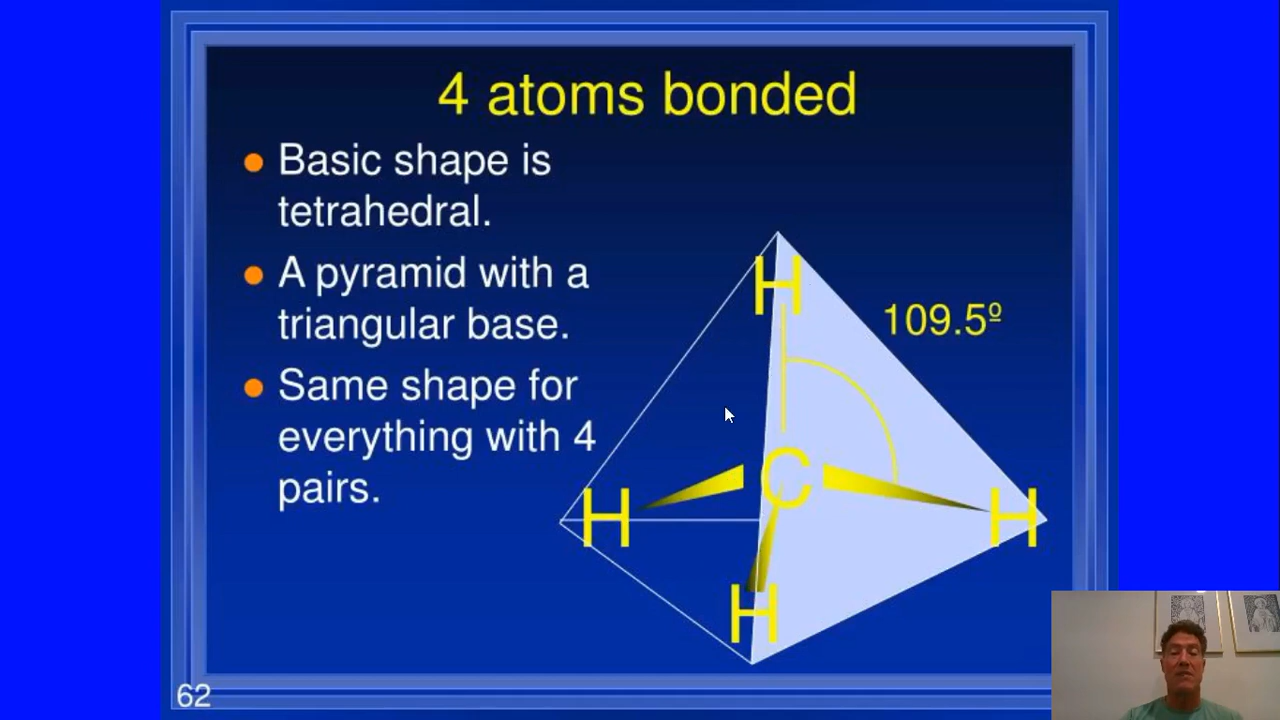 4 atoms bonded
Basic shape is
tetrahedral.
A pyramid with a
triangular base.
Same shape for
everything with 4
pairs.
H
109.5º
C
H
H
H
62